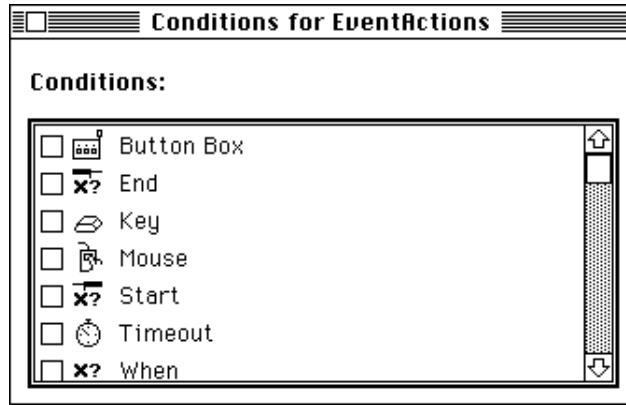 Conditions for EventActions
Conditions:
Button Box
x? End
Key
Mouse
x? Start
Timeout
x? When